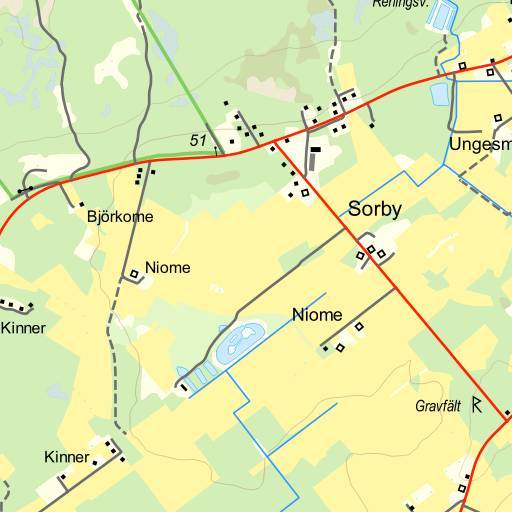 Reningsv.
51
Ungesm
Sorby
Björkome
Niome
Niome
Kinner
Gravfält R
Kinner